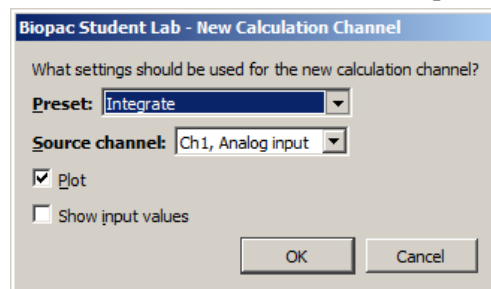 Biopac Student Lab - New Calculation Channel
What settings should be used for the new calculation channel?
Preset: Integrate
Source channel: Ch1, Analog input
Plot
Show input values
OK Cancel